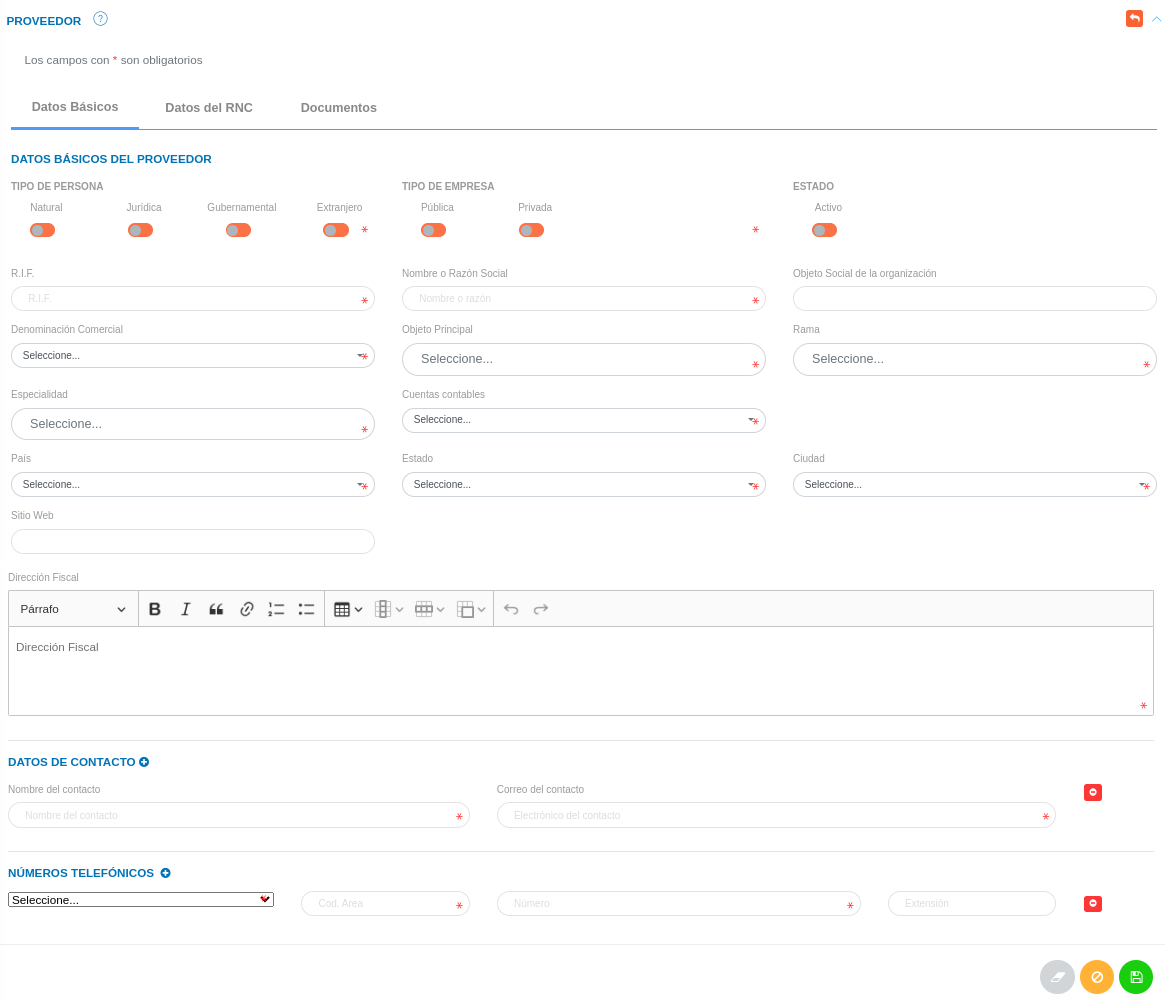 PROVEEDOR ?
Los campos con * son obligatorios
Datos Básicos Datos del RNC Documentos
DATOS BÁSICOS DEL PROVEEDOR
TIPO DE PERSONA TIPO DE EMPRESA ESTADO
Natural Jurídica Gubernamental Extranjero Pública Privada Activo
* *
R.I.F. Nombre o Razón Social Objeto Social de la organización
R.I.F. * Nombre o razón *
Denominación Comercial Objeto Principal Rama
Seleccione... * Seleccione... * Seleccione... *
Especialidad Cuentas contables
Seleccione... * Seleccione... *
País Estado Ciudad
Seleccione... * Seleccione... * Seleccione... *
Sitio Web
Dirección Fiscal
Párrafo
Dirección Fiscal
*
DATOS DE CONTACTO
Nombre del contacto Correo del contacto
Nombre del contacto * Electrónico del contacto *
NÚMEROS TELEFÓNICOS
Seleccione... * Cod. Area * Número * Extensión